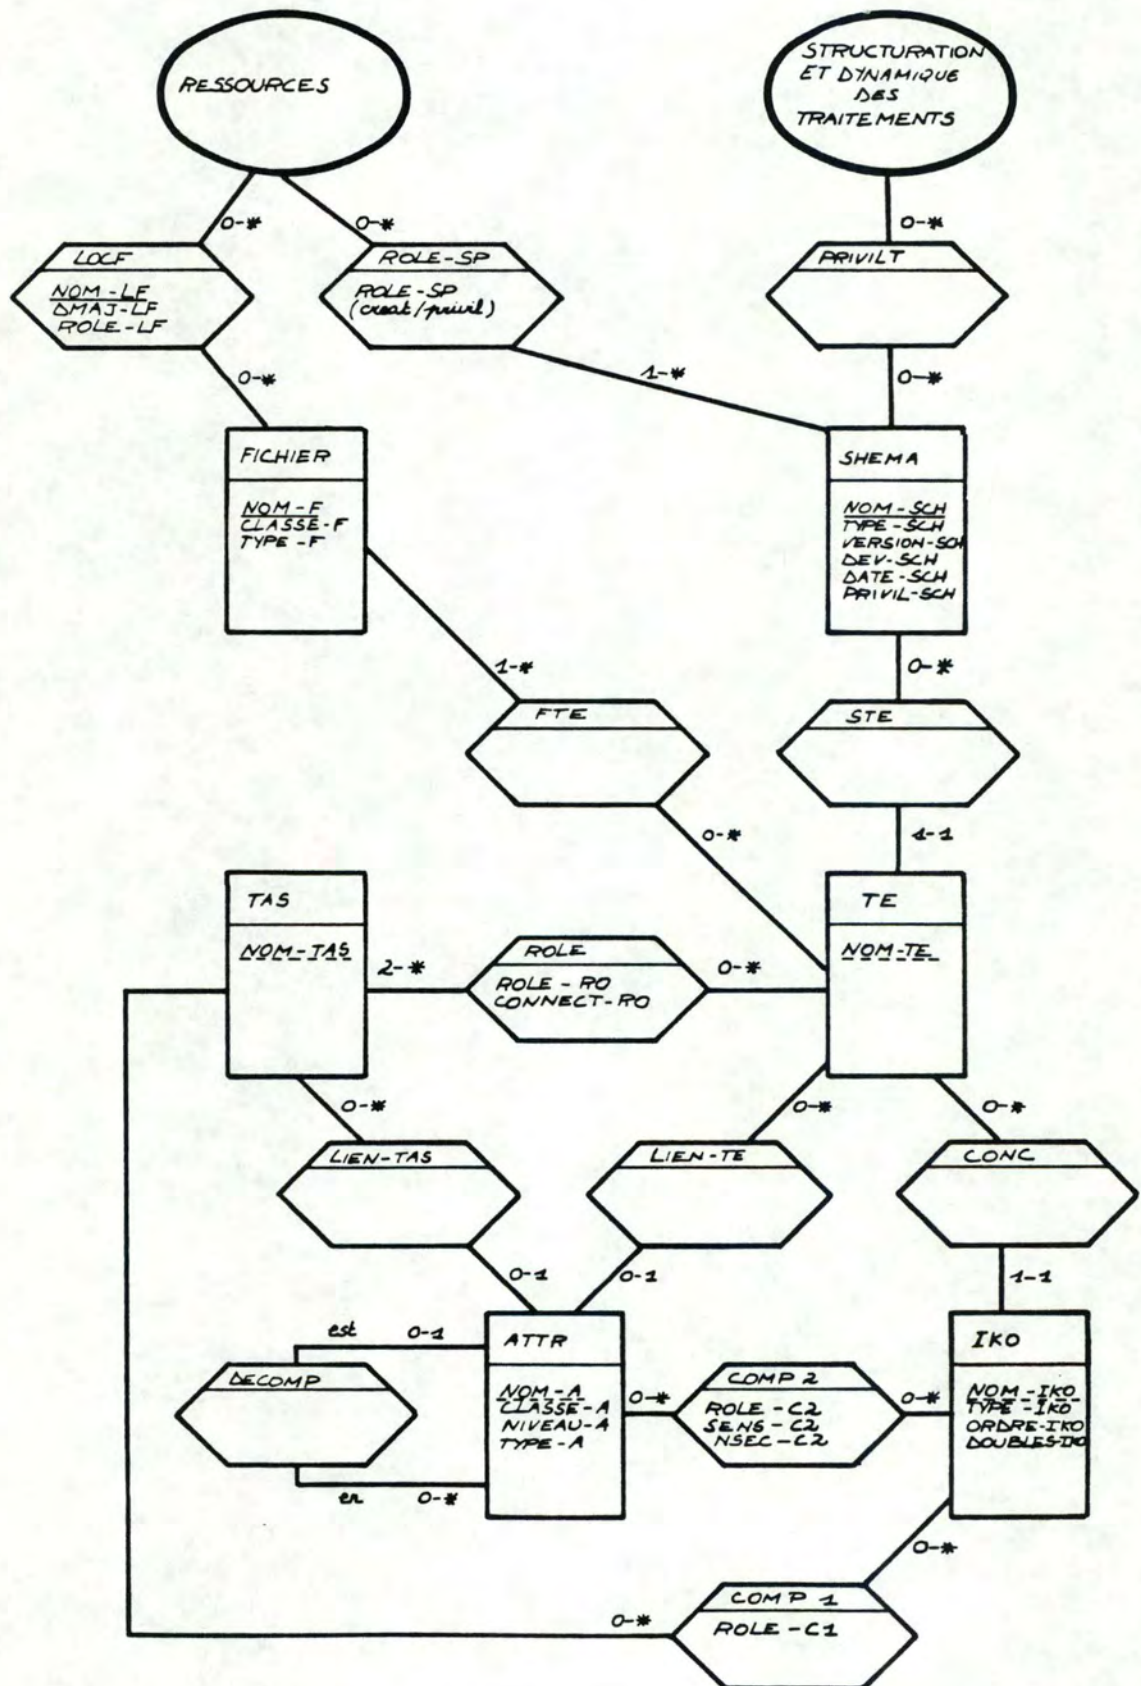 RESSOURCES
STRUCTURATION
ET DYNAMIQUE
DES
TRAITEMENTS
0-*
0-*
0-*
LOCF
NOM-LF
DMAJ-LF
ROLE-LF
ROLE-SP
ROLE-SP
(creat/privil)
PRIVILT
0-*
1-*
0-*
FICHIER
NOM-F
CLASSE-F
TYPE-F
SHEMA
NOM-SCH
TYPE-SCH
VERSION-SCH
DEV-SCH
DATE-SCH
PRIVIL-SCH
1-*
0-*
FTE
STE
0-*
1-1
TAS
NOM-TAS
2-*
ROLE
ROLE-RO
CONNECT-RO
0-*
TE
NOM-TE
0-*
0-*
0-*
LIEN-TAS
LIEN-TE
CONC
0-1
0-1
1-1
est
0-1
DECOMP
en
0-*
ATTR
NOM-A
CLASSE-A
NIVEAU-A
TYPE-A
0-*
COMP 2
ROLE-C2
SENS-C2
NSEC-C2
0-*
IKO
NOM-IKO
TYPE-IKO
ORDRE-IKO
DOUBLES-IKO
0-*
0-*
COMP 1
ROLE-C1